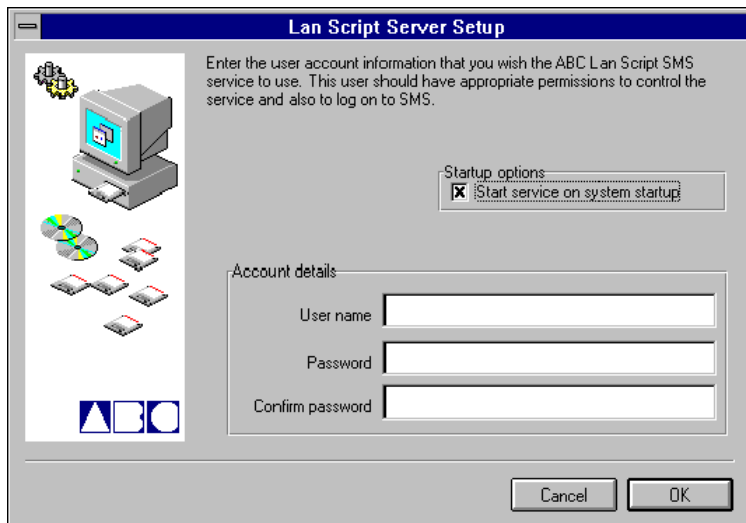 Lan Script Server Setup
Enter the user account information that you wish the ABC Lan Script SMS
service to use. This user should have appropriate permissions to control the
service and also to log on to SMS.
Startup options
Start service on system startup
Account details
User name
Password
Confirm password
ABC
Cancel
OK